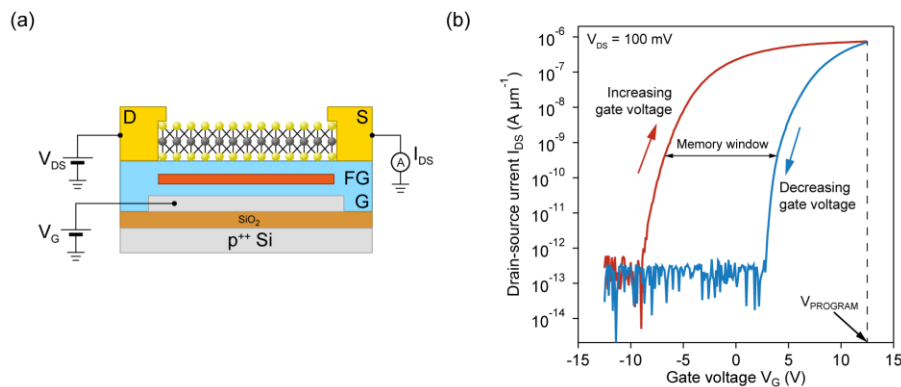 (a)
D
S
V_DS
I_DS
A
FG
G
V_G
SiO₂
p⁺⁺ Si
(b)
V_DS = 100 mV
Increasing
gate voltage
Memory window
Decreasing
gate voltage
V_PROGRAM
Drain-source urrent I_DS (A µm⁻¹)
10⁻⁶
10⁻⁷
10⁻⁸
10⁻⁹
10⁻¹⁰
10⁻¹¹
10⁻¹²
10⁻¹³
10⁻¹⁴
-15 -10 -5 0 5 10 15
Gate voltage V_G (V)